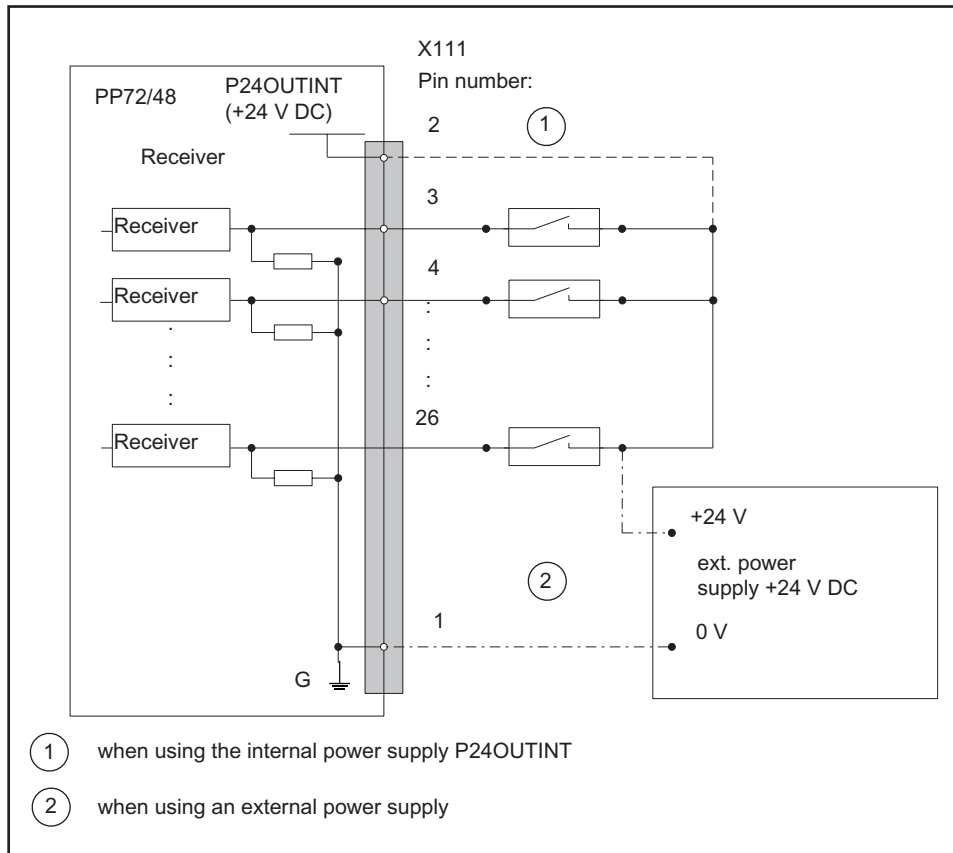 X111
Pin number:
PP72/48
P24OUTINT
(+24 V DC)
2
1
Receiver
3
Receiver
4
Receiver
:
:
:
:
:
:
26
Receiver
+24 V
ext. power
supply +24 V DC
2
1
0 V
G
1 when using the internal power supply P24OUTINT
2 when using an external power supply